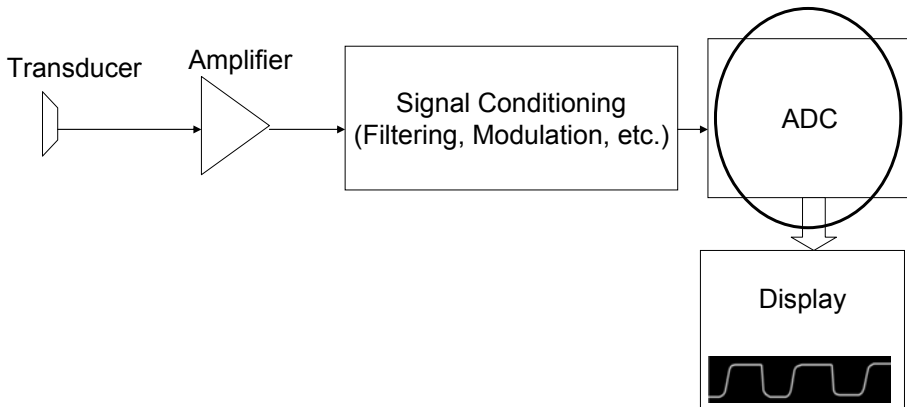 Transducer
Amplifier
Signal Conditioning
(Filtering, Modulation, etc.)
ADC
Display